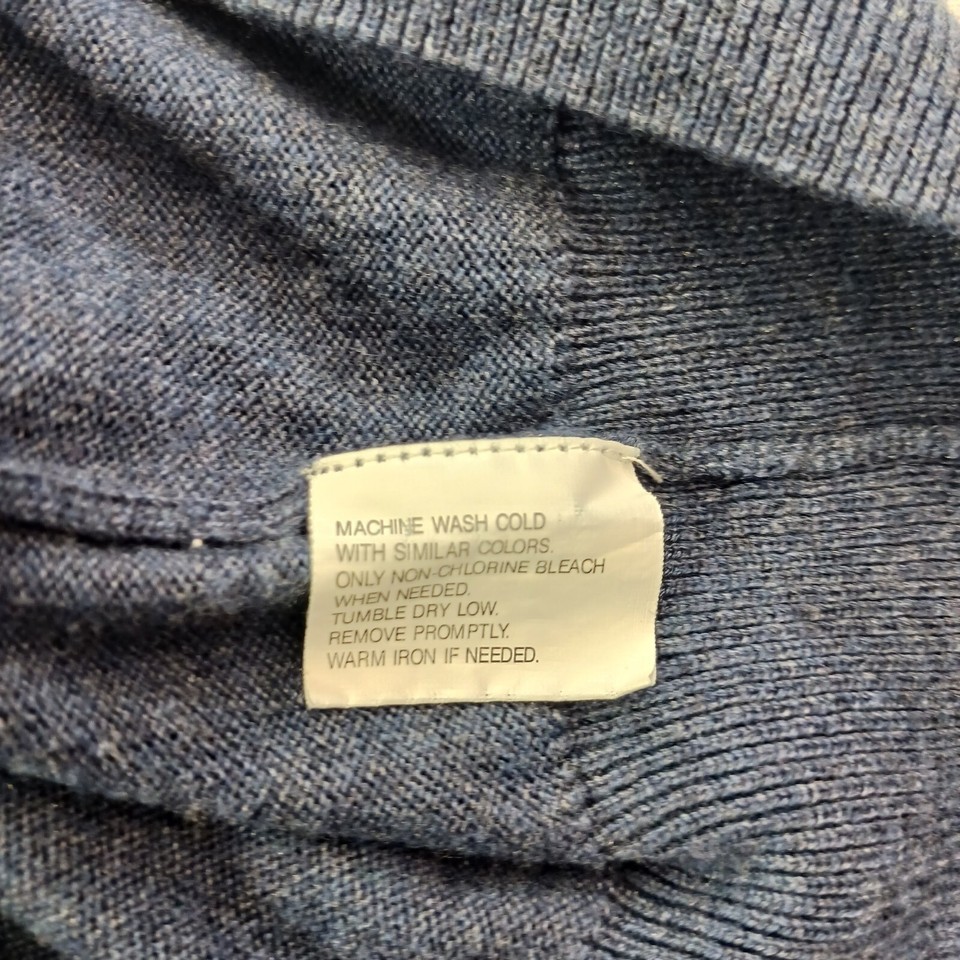 MACHINE WASH COLD
WITH SIMILAR COLORS.
ONLY NON-CHLORINE BLEACH
WHEN NEEDED.
TUMBLE DRY LOW.
REMOVE PROMPTLY.
WARM IRON IF NEEDED.